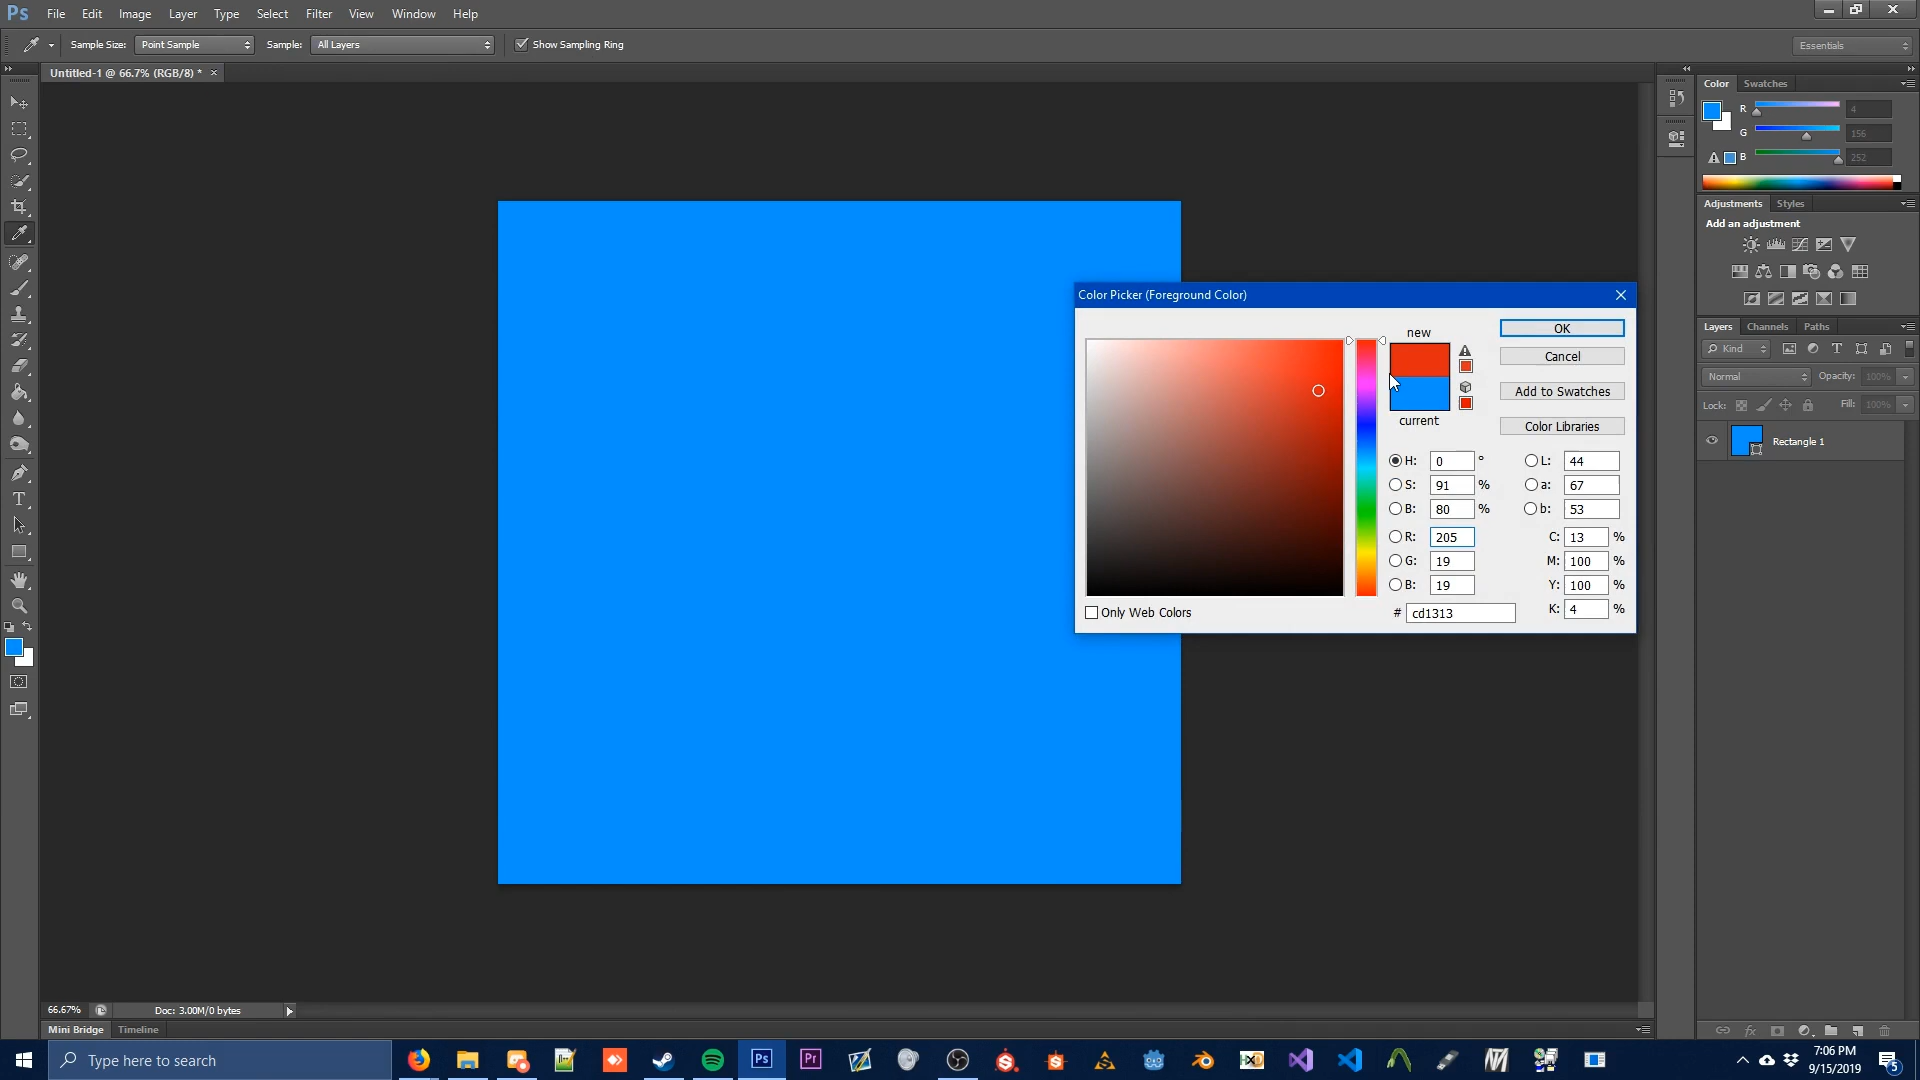 Ps File Edit Image Layer Type Select Filter View Window Help
Sample Size: Point Sample Sample: All Layers Show Sampling Ring Essentials
Untitled-1 @ 66.7% (RGB/8) * ×
Color Swatches
R 4
G 156
B 252
Adjustments Styles
Add an adjustment
Color Picker (Foreground Color)
new
OK
Cancel
Add to Swatches
current
Color Libraries
H: 0 ° L: 44
S: 91 % a: 67
B: 80 % b: 53
R: 205 C: 13 %
G: 19 M: 100 %
B: 19 Y: 100 %
# cd1313 K: 4 %
Only Web Colors
Layers Channels Paths
Kind T
Normal Opacity: 100%
Lock: Fill: 100%
Rectangle 1
fx
66.67% Doc: 3.00M/0 bytes
Mini Bridge Timeline
Type here to search
Ps Pr
7:06 PM
9/15/2019
5